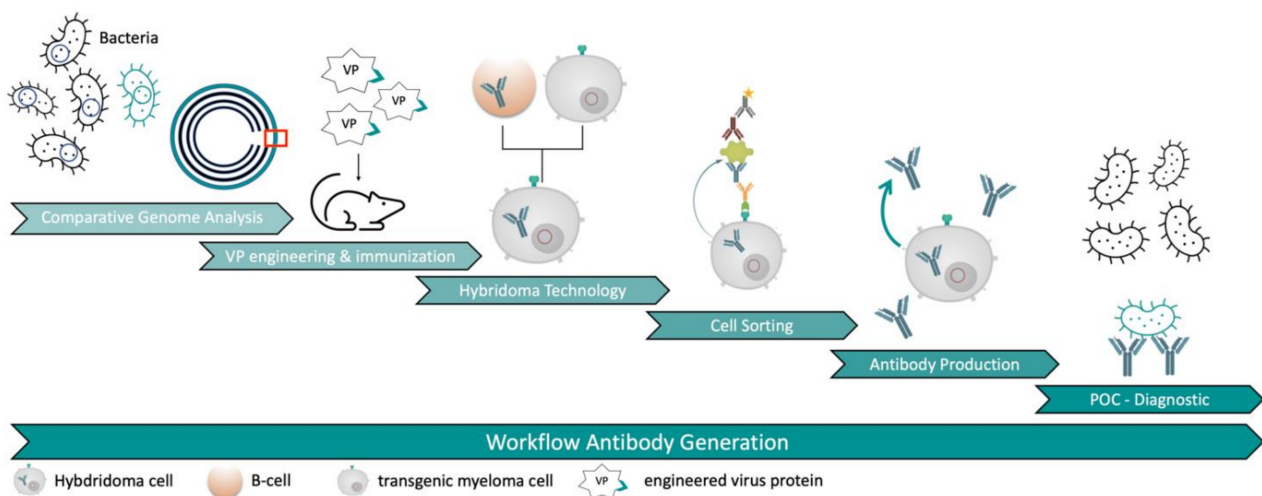 Bacteria
VP
VP
VP
Comparative Genome Analysis
VP engineering & immunization
Hybridoma Technology
Cell Sorting
Antibody Production
POC - Diagnostic
Workflow Antibody Generation
Hybdridoma cell
B-cell
transgenic myeloma cell
VP
engineered virus protein